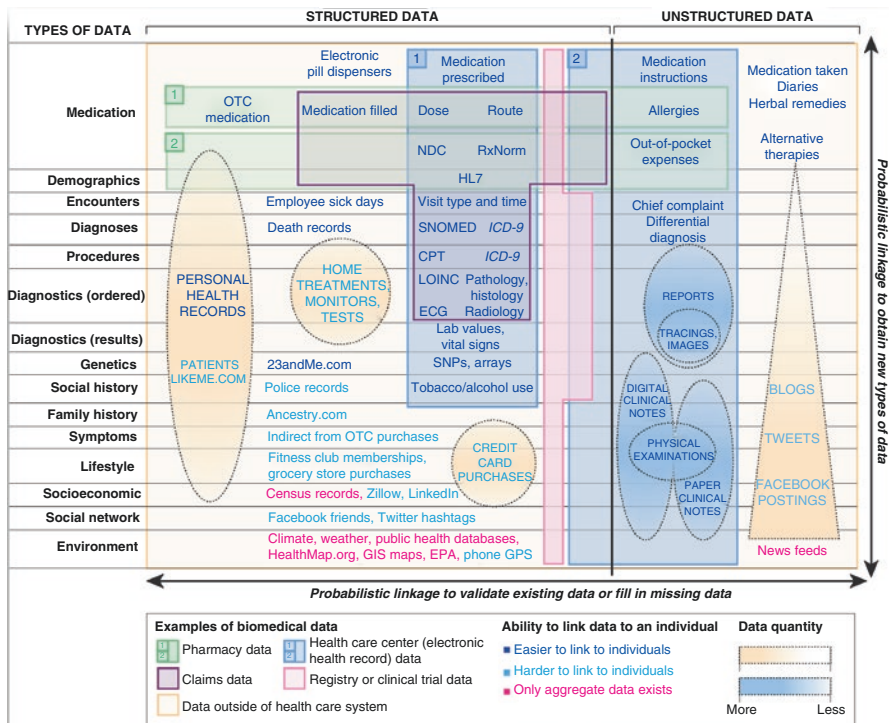 STRUCTURED DATA
UNSTRUCTURED DATA
TYPES OF DATA
Electronic
pill dispensers
1
Medication
prescribed
2
Medication
instructions
Medication taken
Diaries
Herbal remedies
Medication
1
OTC
medication
Medication filled
Dose
Route
Allergies
2
NDC
RxNorm
Out-of-pocket
expenses
Alternative
therapies
Demographics
HL7
Encounters
Employee sick days
Visit type and time
Chief complaint
Diagnoses
Death records
SNOMED
ICD-9
Differential
diagnosis
Procedures
CPT
ICD-9
Diagnostics (ordered)
PERSONAL
HEALTH
RECORDS
HOME
TREATMENTS,
MONITORS,
TESTS
LOINC
Pathology,
histology
ECG
Radiology
REPORTS
TRACINGS,
IMAGES
Diagnostics (results)
Lab values,
vital signs
Genetics
PATIENTS
LIKEME.COM
23andMe.com
SNPs, arrays
Social history
Police records
Tobacco/alcohol use
DIGITAL
CLINICAL
NOTES
BLOGS
Family history
Ancestry.com
Symptoms
Indirect from OTC purchases
PHYSICAL
EXAMINATIONS
TWEETS
Lifestyle
Fitness club memberships,
grocery store purchases
CREDIT
CARD
PURCHASES
Socioeconomic
Census records, Zillow, LinkedIn
PAPER
CLINICAL
NOTES
FACEBOOK
POSTINGS
Social network
Facebook friends, Twitter hashtags
Environment
Climate, weather, public health databases,
HealthMap.org, GIS maps, EPA, phone GPS
News feeds
Probabilistic linkage to obtain new types of data
Probabilistic linkage to validate existing data or fill in missing data
Examples of biomedical data
1
2
Pharmacy data
1
2
Health care center (electronic
health record) data
Claims data
Registry or clinical trial data
Data outside of health care system
Ability to link data to an individual
Easier to link to individuals
Harder to link to individuals
Only aggregate data exists
Data quantity
More
Less